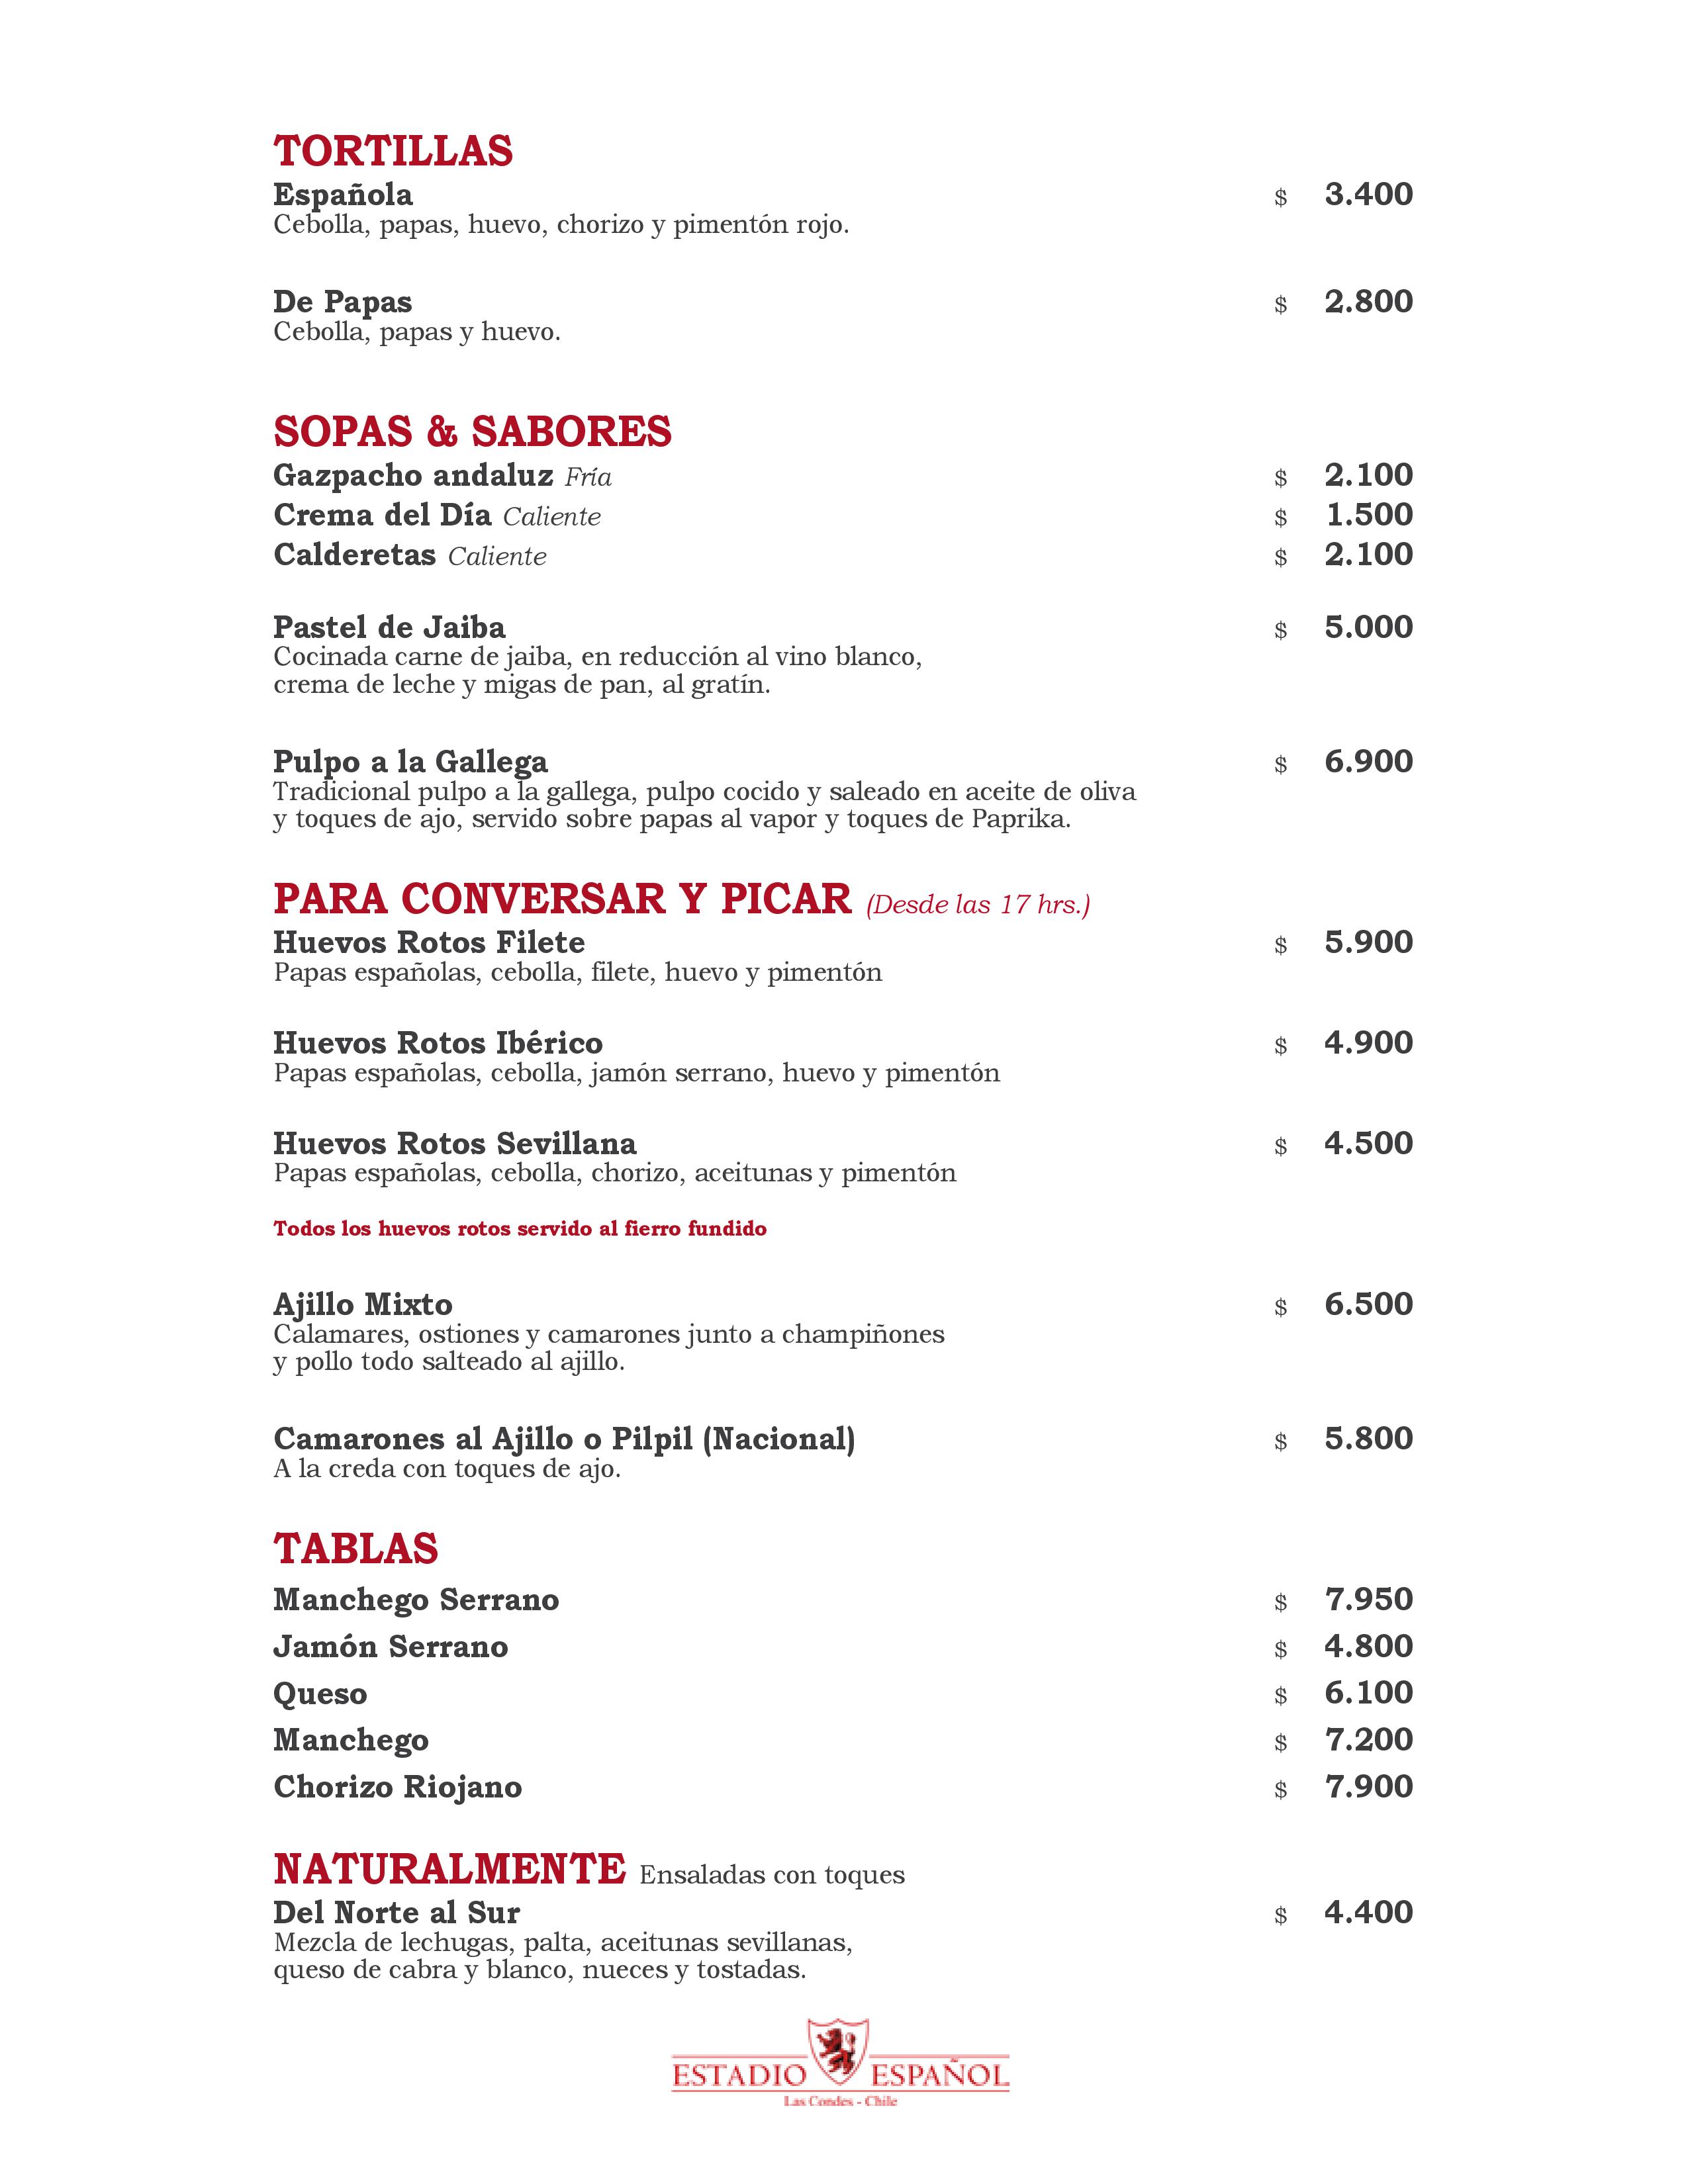 TORTILLAS
Española $ 3.400
Cebolla, papas, huevo, chorizo y pimentón rojo.
De Papas $ 2.800
Cebolla, papas y huevo.
SOPAS & SABORES
Gazpacho andaluz Fría $ 2.100
Crema del Día Caliente $ 1.500
Calderetas Caliente $ 2.100
Pastel de Jaiba $ 5.000
Cocinada carne de jaiba, en reducción al vino blanco,
crema de leche y migas de pan, al gratín.
Pulpo a la Gallega $ 6.900
Tradicional pulpo a la gallega, pulpo cocido y saleado en aceite de oliva
y toques de ajo, servido sobre papas al vapor y toques de Paprika.
PARA CONVERSAR Y PICAR (Desde las 17 hrs.)
Huevos Rotos Filete $ 5.900
Papas españolas, cebolla, filete, huevo y pimentón
Huevos Rotos Ibérico $ 4.900
Papas españolas, cebolla, jamón serrano, huevo y pimentón
Huevos Rotos Sevillana $ 4.500
Papas españolas, cebolla, chorizo, aceitunas y pimentón
Todos los huevos rotos servido al fierro fundido
Ajillo Mixto $ 6.500
Calamares, ostiones y camarones junto a champiñones
y pollo todo salteado al ajillo.
Camarones al Ajillo o Pilpil (Nacional) $ 5.800
A la creda con toques de ajo.
TABLAS
Manchego Serrano $ 7.950
Jamón Serrano $ 4.800
Queso $ 6.100
Manchego $ 7.200
Chorizo Riojano $ 7.900
NATURALMENTE Ensaladas con toques
Del Norte al Sur $ 4.400
Mezcla de lechugas, palta, aceitunas sevillanas,
queso de cabra y blanco, nueces y tostadas.
ESTADIO ESPAÑOL
Las Condes - Chile